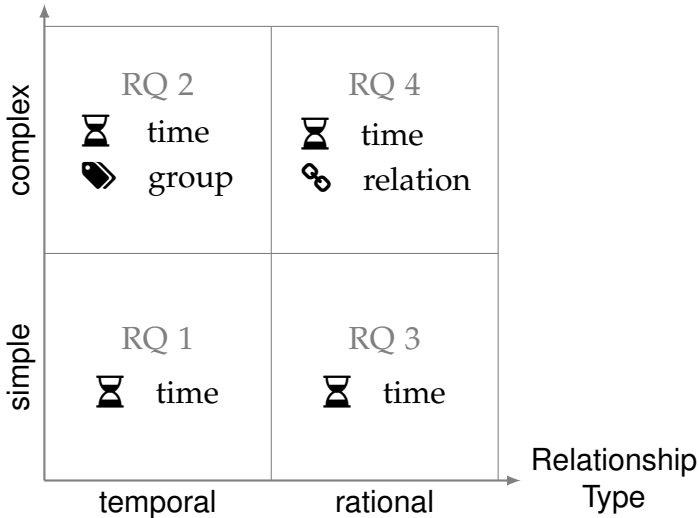 complex
RQ 2
time
group
RQ 4
time
relation
simple
RQ 1
time
RQ 3
time
temporal
rational
Relationship
Type